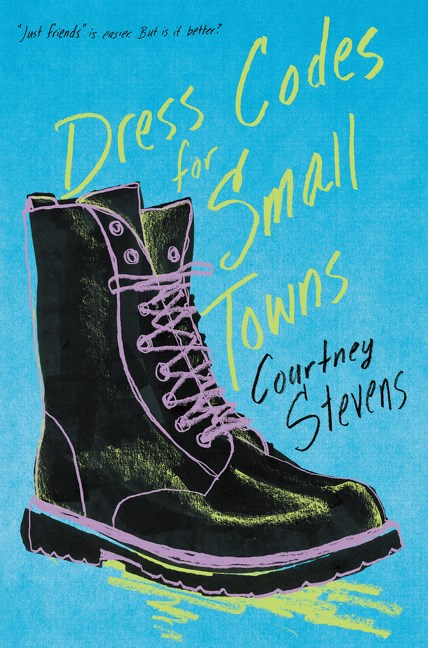 "Just friends" is easier. But is it better?
Dress Codes
for
Small
Towns
Courtney
Stevens